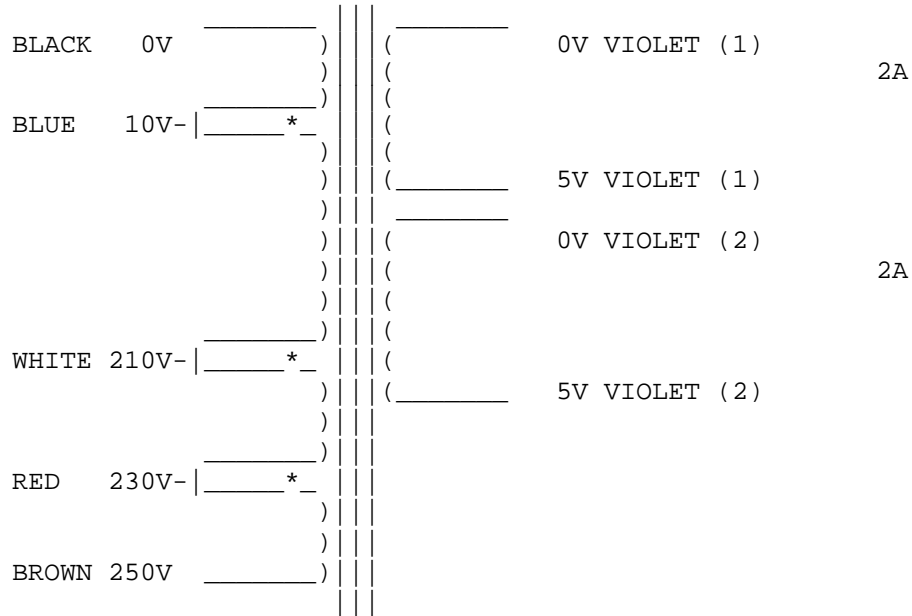 BLACK 0V 0V VIOLET (1)
2A
BLUE 10V-
5V VIOLET (1)
0V VIOLET (2)
2A
WHITE 210V-
5V VIOLET (2)
RED 230V-
BROWN 250V